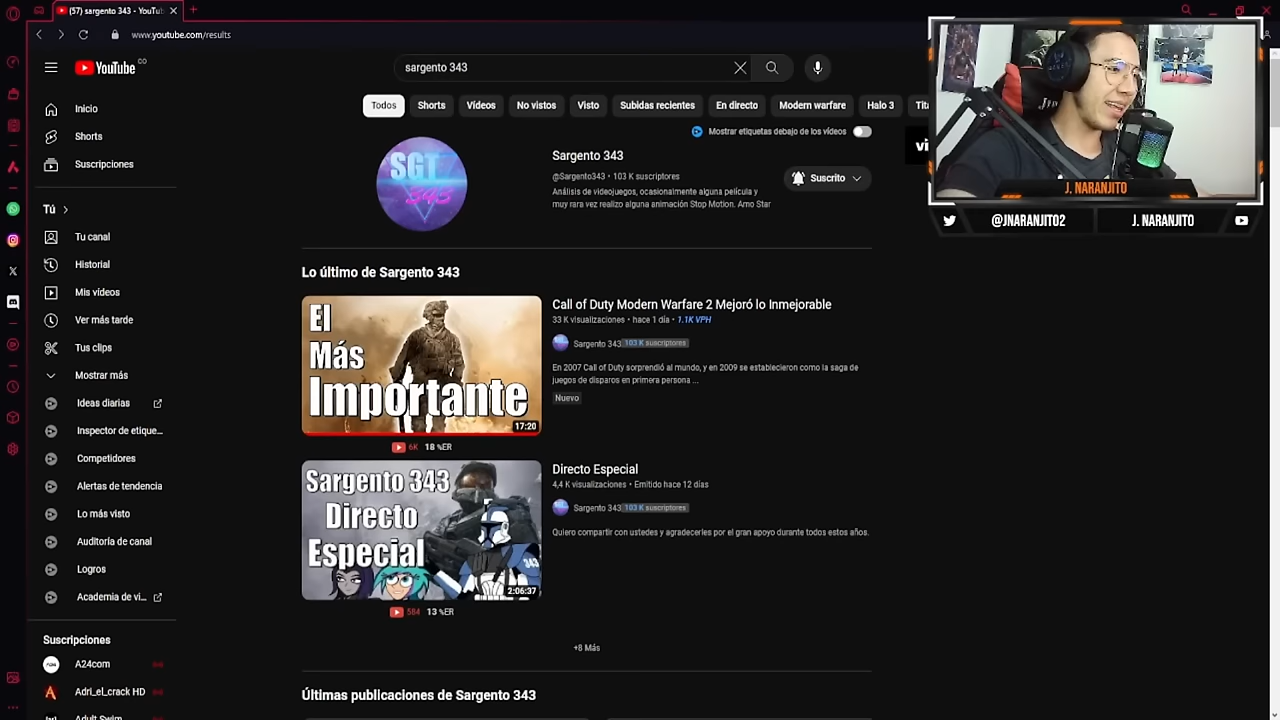 (57) sargento 343 - YouTub
www.youtube.com/results
YouTube CO
sargento 343
Todos
Shorts
Vídeos
No vistos
Visto
Subidas recientes
En directo
Modern warfare
Halo 3
Mostrar etiquetas debajo de los vídeos
vi
Inicio
Shorts
Suscripciones
Tú
Tu canal
Historial
Mis vídeos
Ver más tarde
Tus clips
Mostrar más
Ideas diarias
Inspector de etique...
Competidores
Alertas de tendencia
Lo más visto
Auditoría de canal
Logros
Academia de vi...
Suscripciones
A24com
Adri_el_crack HD
Adult Swim
SGT
343
Sargento 343
@Sargento343 • 103 K suscriptores
Análisis de videojuegos, ocasionalmente alguna película y
muy rara vez realizo alguna animación Stop Motion. Amo Star
Suscrito
Lo último de Sargento 343
El
Más
Importante
17:20
6K 18 %ER
Call of Duty Modern Warfare 2 Mejoró lo Inmejorable
33 K visualizaciones • hace 1 día • 1.1K VPH
Sargento 343 103 K suscriptores
En 2007 Call of Duty sorprendió al mundo, y en 2009 se establecieron como la saga de
juegos de disparos en primera persona ...
Nuevo
Sargento 343
Directo
Especial
343
2:06:37
584 13 %ER
Directo Especial
4,4 K visualizaciones • Emitido hace 12 días
Sargento 343 103 K suscriptores
Quiero compartir con ustedes y agradecerles por el gran apoyo durante todos estos años.
+8 Más
Últimas publicaciones de Sargento 343
J. NARANJITO
@JNARANJITO2
J. NARANJITO